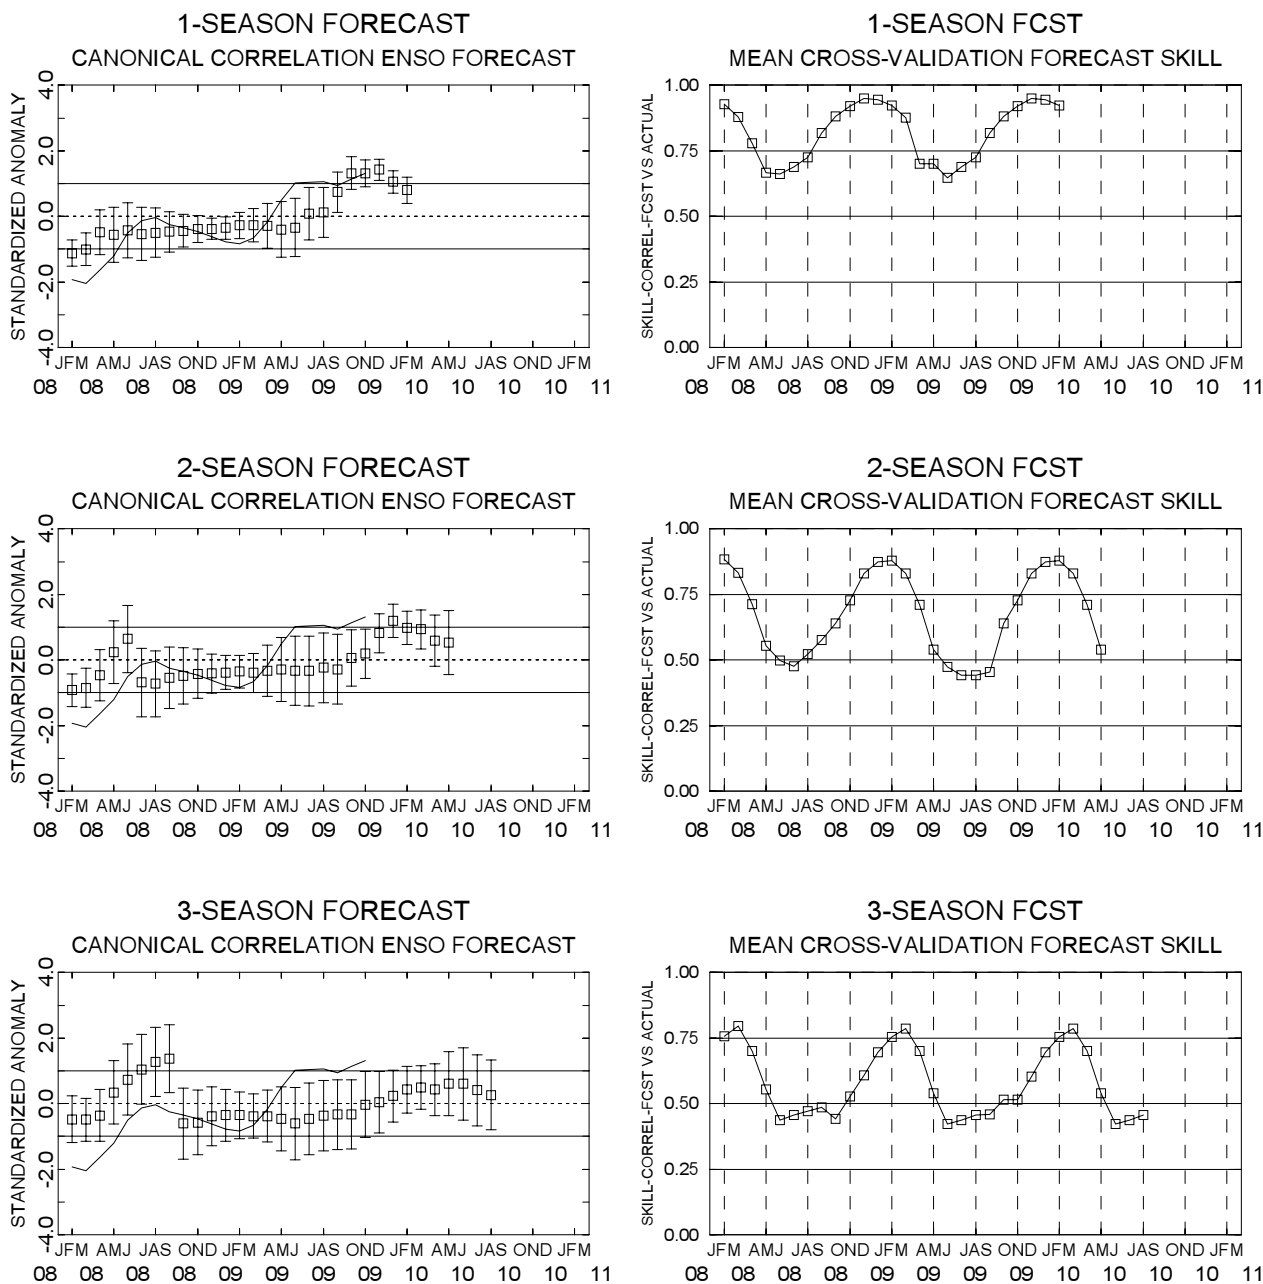 1-SEASON FORECAST
CANONICAL CORRELATION ENSO FORECAST
STANDARDIZED ANOMALY
4.0
2.0
0.0
-2.0
-4.0
JFM AMJ JAS OND JFM AMJ JAS OND JFM AMJ JAS OND JFM
08 08 08 08 09 09 09 09 10 10 10 10 11
1-SEASON FCST
MEAN CROSS-VALIDATION FORECAST SKILL
SKILL-CORREL-FCST VS ACTUAL
1.00
0.75
0.50
0.25
0.00
JFM AMJ JAS OND JFM AMJ JAS OND JFM AMJ JAS OND JFM
08 08 08 08 09 09 09 09 10 10 10 10 11
2-SEASON FORECAST
CANONICAL CORRELATION ENSO FORECAST
STANDARDIZED ANOMALY
4.0
2.0
0.0
-2.0
-4.0
JFM AMJ JAS OND JFM AMJ JAS OND JFM AMJ JAS OND JFM
08 08 08 08 09 09 09 09 10 10 10 10 11
2-SEASON FCST
MEAN CROSS-VALIDATION FORECAST SKILL
SKILL-CORREL-FCST VS ACTUAL
1.00
0.75
0.50
0.25
0.00
JFM AMJ JAS OND JFM AMJ JAS OND JFM AMJ JAS OND JFM
08 08 08 08 09 09 09 09 10 10 10 10 11
3-SEASON FORECAST
CANONICAL CORRELATION ENSO FORECAST
STANDARDIZED ANOMALY
4.0
2.0
0.0
-2.0
-4.0
JFM AMJ JAS OND JFM AMJ JAS OND JFM AMJ JAS OND JFM
08 08 08 08 09 09 09 09 10 10 10 10 11
3-SEASON FCST
MEAN CROSS-VALIDATION FORECAST SKILL
SKILL-CORREL-FCST VS ACTUAL
1.00
0.75
0.50
0.25
0.00
JFM AMJ JAS OND JFM AMJ JAS OND JFM AMJ JAS OND JFM
08 08 08 08 09 09 09 09 10 10 10 10 11